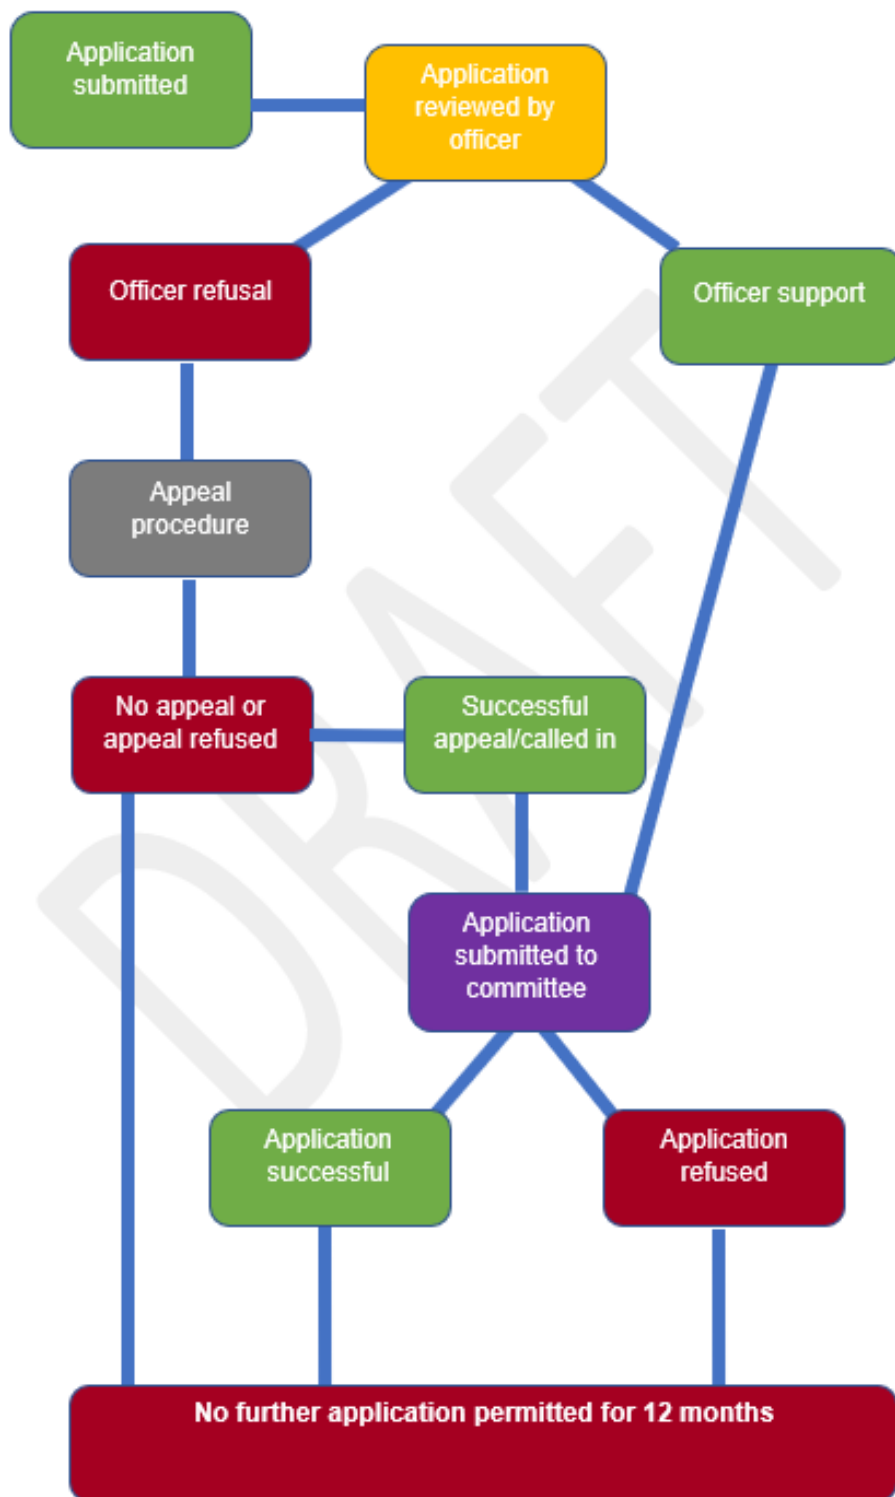 Application
submitted
Application
reviewed by
officer
Officer refusal
Officer support
Appeal
procedure
No appeal or
appeal refused
Successful
appeal/called in
Application
submitted to
committee
Application
successful
Application
refused
No further application permitted for 12 months
DRAFT